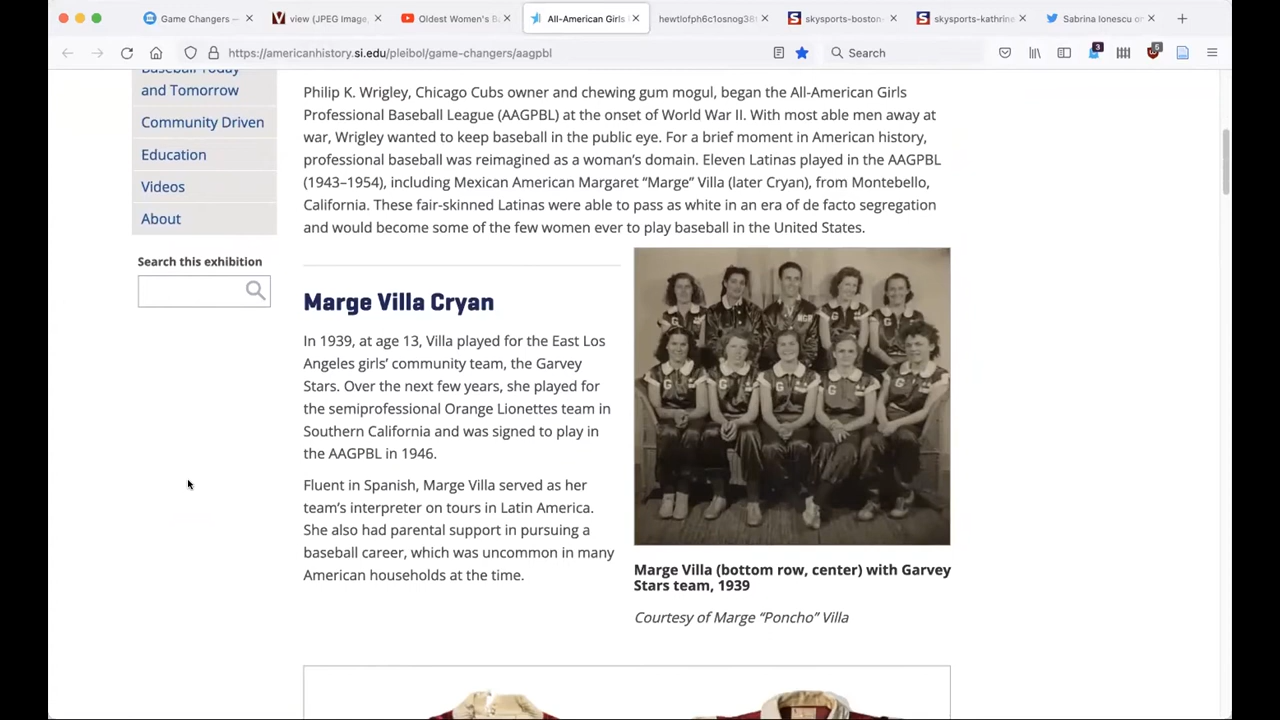 Game Changers —
view (JPEG Image,
Oldest Women's Ba
All-American Girls
hewtlofph6c1osnog38
skysports-boston
skysports-kathrine
Sabrina Ionescu on
https://americanhistory.si.edu/pleibol/game-changers/aagpbl
Search
3
6
Baseball Today
and Tomorrow
Community Driven
Education
Videos
About
Search this exhibition
Philip K. Wrigley, Chicago Cubs owner and chewing gum mogul, began the All-American Girls
Professional Baseball League (AAGPBL) at the onset of World War II. With most able men away at
war, Wrigley wanted to keep baseball in the public eye. For a brief moment in American history,
professional baseball was reimagined as a woman's domain. Eleven Latinas played in the AAGPBL
(1943–1954), including Mexican American Margaret “Marge” Villa (later Cryan), from Montebello,
California. These fair-skinned Latinas were able to pass as white in an era of de facto segregation
and would become some of the few women ever to play baseball in the United States.
Marge Villa Cryan
In 1939, at age 13, Villa played for the East Los
Angeles girls’ community team, the Garvey
Stars. Over the next few years, she played for
the semiprofessional Orange Lionettes team in
Southern California and was signed to play in
the AAGPBL in 1946.
Fluent in Spanish, Marge Villa served as her
team’s interpreter on tours in Latin America.
She also had parental support in pursuing a
baseball career, which was uncommon in many
American households at the time.
Marge Villa (bottom row, center) with Garvey
Stars team, 1939
Courtesy of Marge “Poncho” Villa